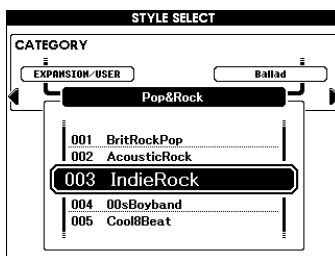 STYLE SELECT
CATEGORY
EXPANSION/USER
Ballad
Pop&Rock
001 BritRockPop
002 AcousticRock
003 IndieRock
004 00sBoyband
005 Cool8Beat